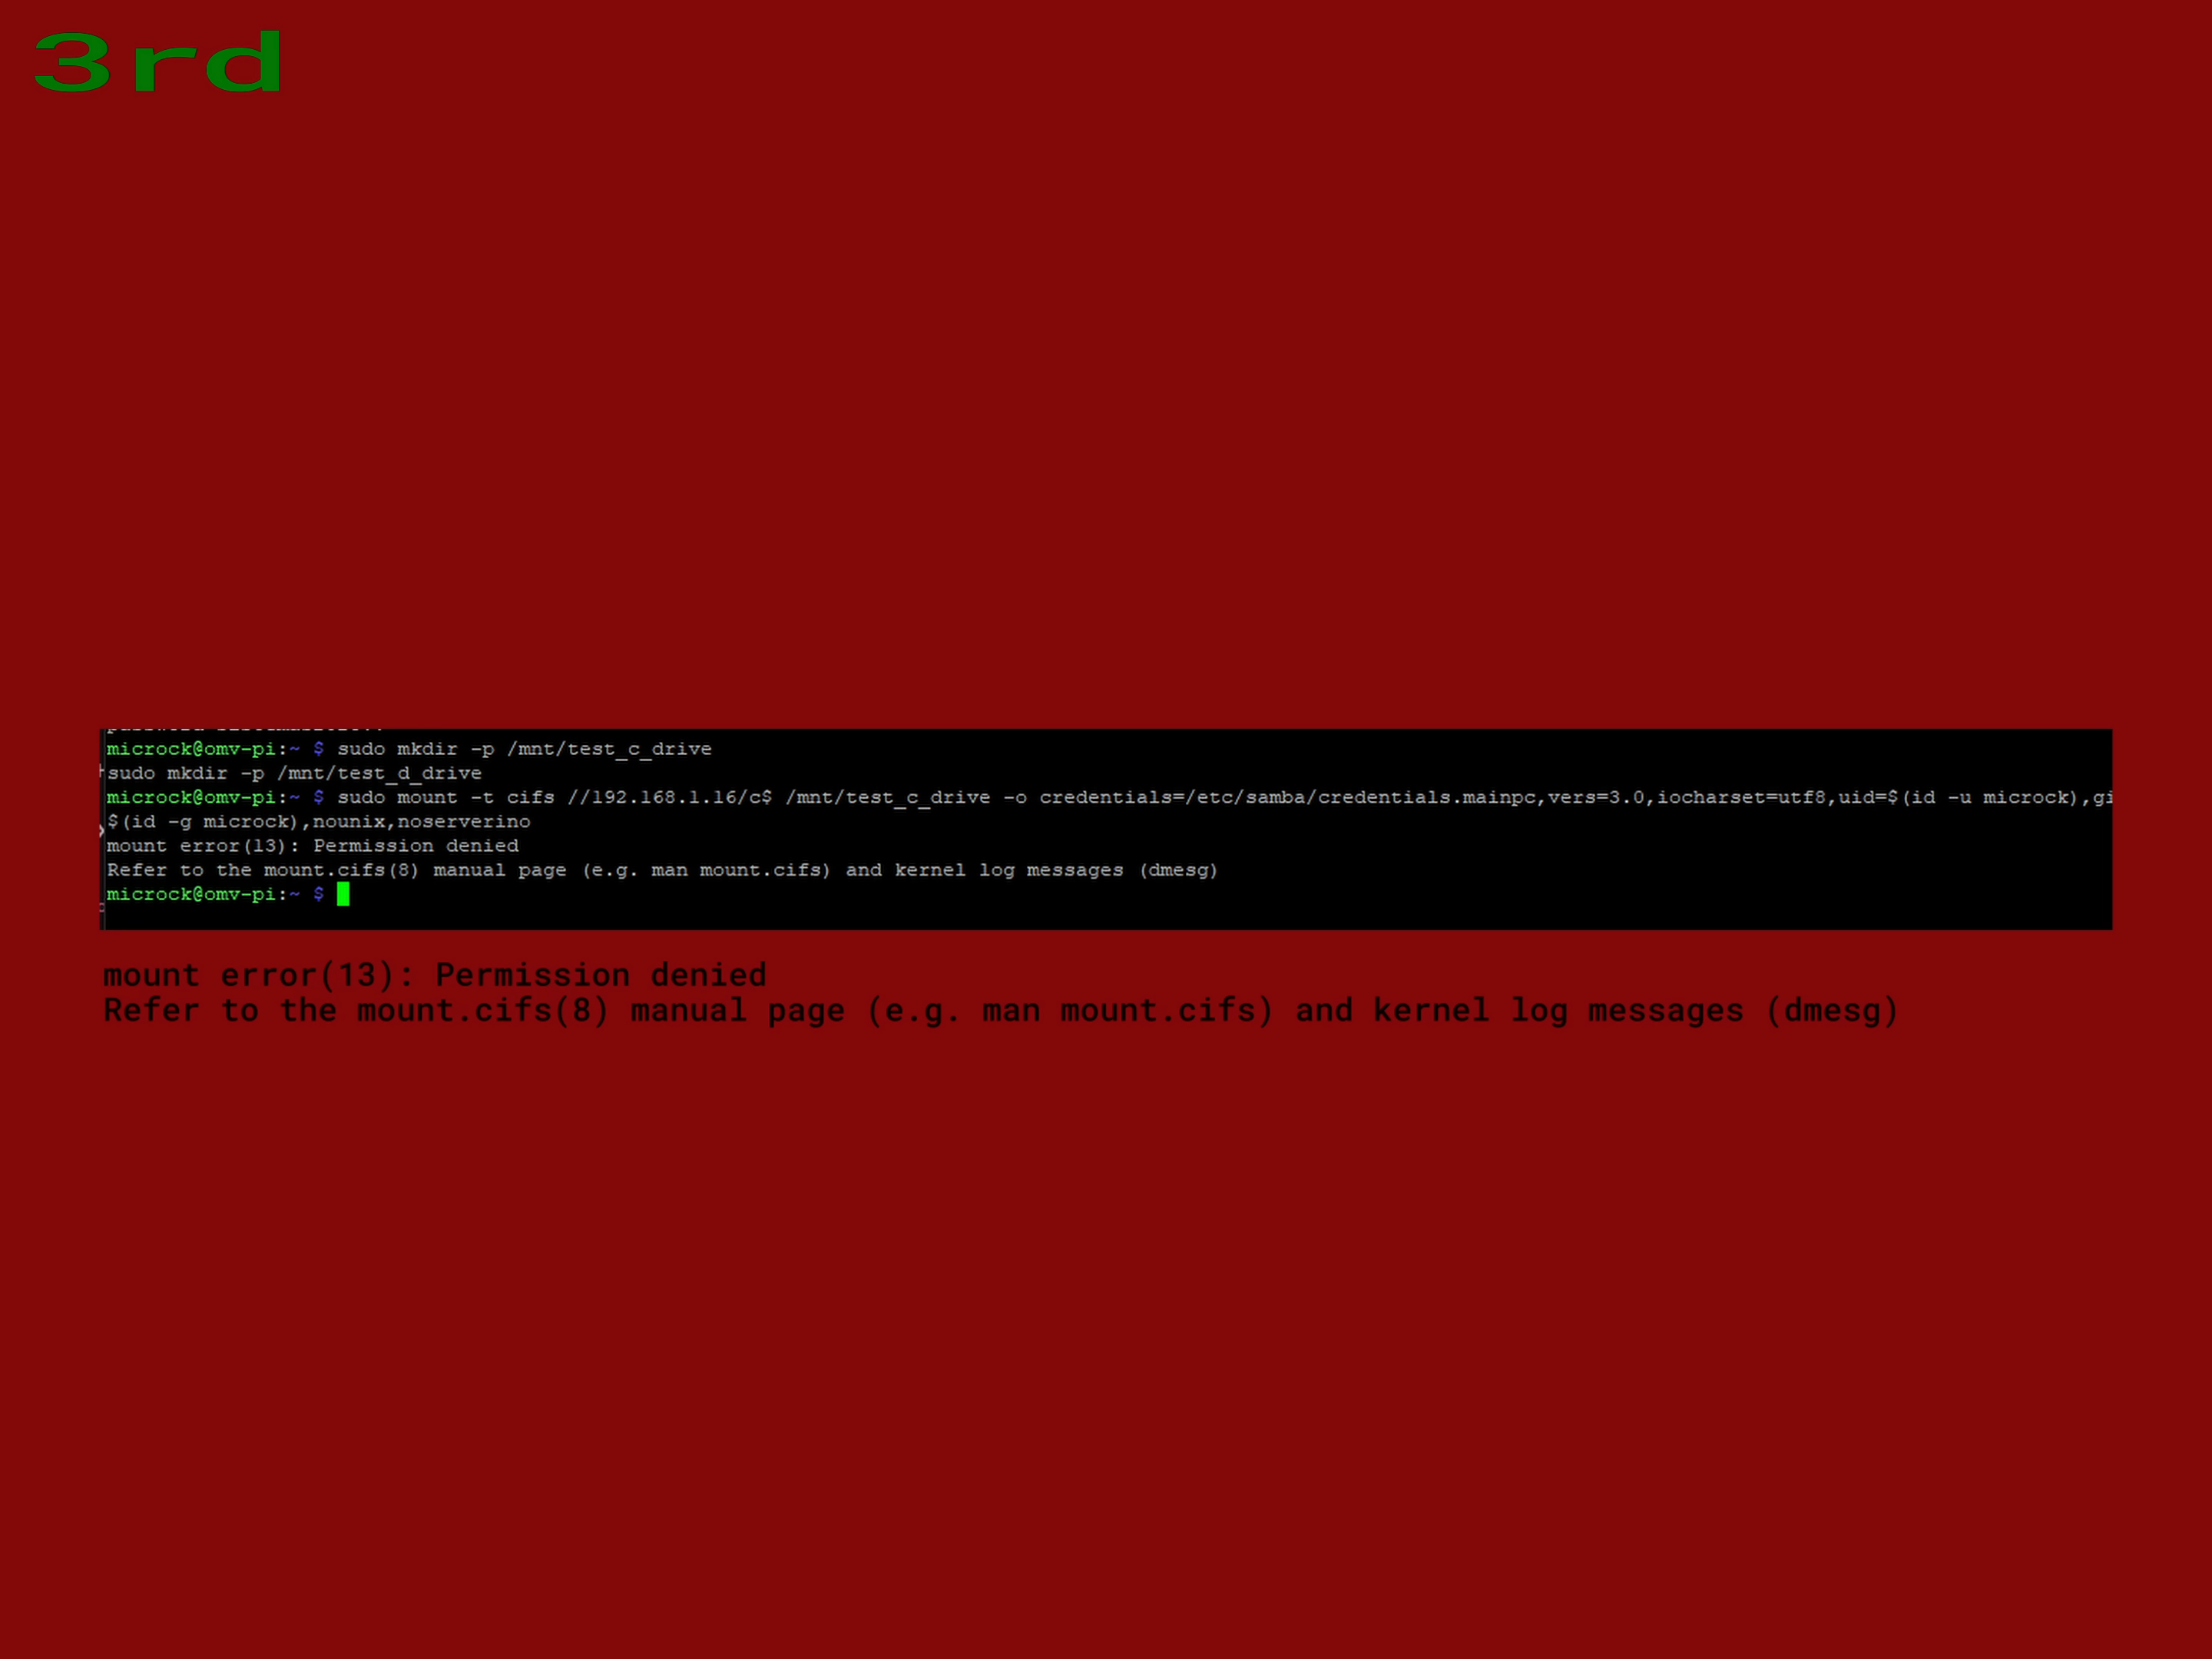 3rd
microck@omv-pi:~ $ sudo mkdir -p /mnt/test_c_drive
sudo mkdir -p /mnt/test_d_drive
microck@omv-pi:~ $ sudo mount -t cifs //192.168.1.16/c$ /mnt/test_c_drive -o credentials=/etc/samba/credentials.mainpc,vers=3.0,iocharset=utf8,uid=$(id -u microck),gi
$(id -g microck),nounix,noserverino
mount error(13): Permission denied
Refer to the mount.cifs(8) manual page (e.g. man mount.cifs) and kernel log messages (dmesg)
microck@omv-pi:~ $
mount error(13): Permission denied
Refer to the mount.cifs(8) manual page (e.g. man mount.cifs) and kernel log messages (dmesg)